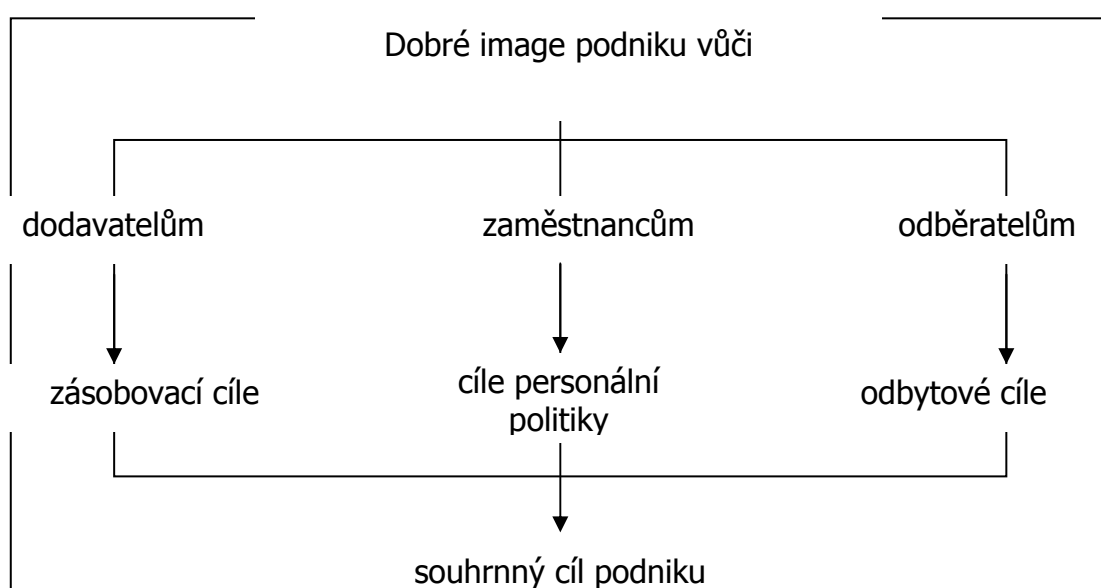 Dobré image podniku vůči
dodavatelům
zaměstnancům
odběratelům
zásobovací cíle
cíle personální
politiky
odbytové cíle
souhrnný cíl podniku